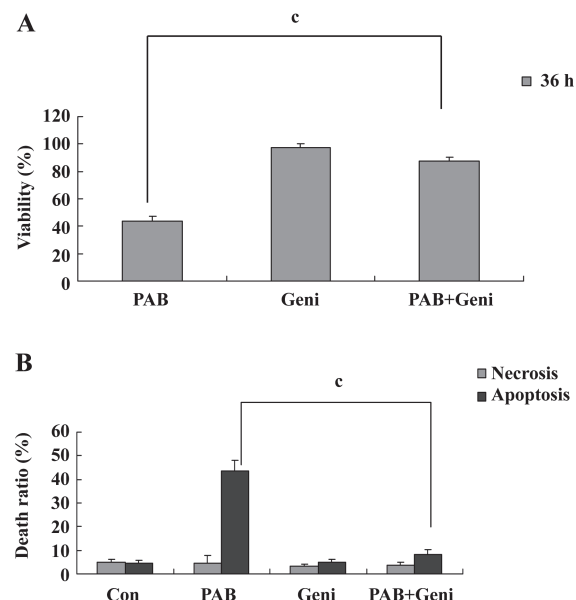 A
c
36 h
120
100
80
60
40
20
0
Viability (%)
PAB Geni PAB+Geni
B
c
Necrosis
Apoptosis
60
50
40
30
20
10
0
Death ratio (%)
Con PAB Geni PAB+Geni